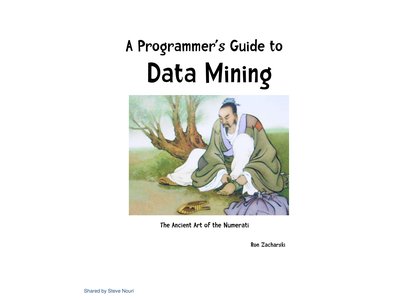 A Programmer's Guide to
Data Mining
The Ancient Art of the Numerati
Ron Zacharski
Shared by Steve Nouri